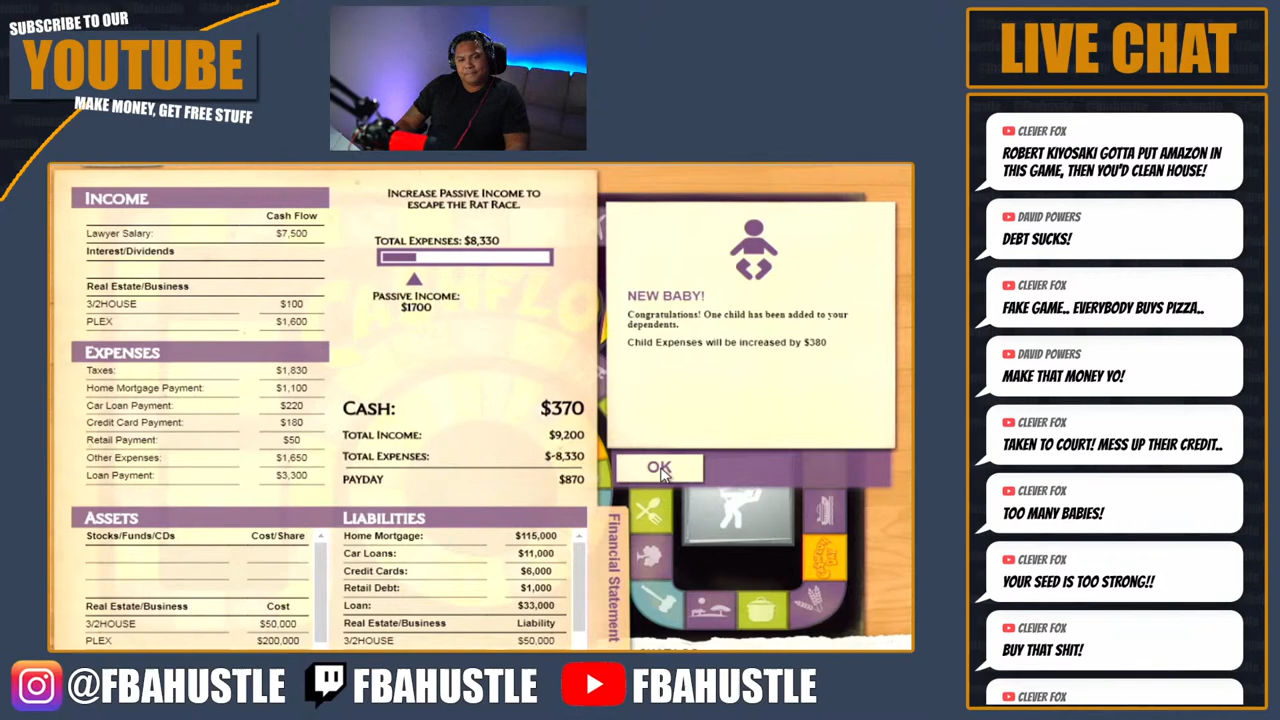 SUBSCRIBE TO OUR
YOUTUBE
MAKE MONEY, GET FREE STUFF
INCOME
Cash Flow
Lawyer Salary: $7,500
Interest/Dividends
Real Estate/Business
3/2HOUSE $100
PLEX $1,600
EXPENSES
Taxes: $1,830
Home Mortgage Payment: $1,100
Car Loan Payment: $220
Credit Card Payment: $180
Retail Payment: $50
Other Expenses: $1,650
Loan Payment: $3,300
ASSETS
Stocks/Funds/CDs Cost/Share
Real Estate/Business Cost
3/2HOUSE $50,000
PLEX $200,000
INCREASE PASSIVE INCOME TO
ESCAPE THE RAT RACE.
TOTAL EXPENSES: $8,330
PASSIVE INCOME:
$1700
CASH: $370
TOTAL INCOME: $9,200
TOTAL EXPENSES: $-8,330
PAYDAY $870
LIABILITIES
Home Mortgage: $115,000
Car Loans: $11,000
Credit Cards: $6,000
Retail Debt: $1,000
Loan: $33,000
Real Estate/Business Liability
3/2HOUSE $50,000
Financial Statement
NEW BABY!
Congratulations! One child has been added to your
dependents.
Child Expenses will be increased by $380
OK
LIVE CHAT
CLEVER FOX
ROBERT KIYOSAKI GOTTA PUT AMAZON IN
THIS GAME, THEN YOU'D CLEAN HOUSE!
DAVID POWERS
DEBT SUCKS!
CLEVER FOX
FAKE GAME.. EVERYBODY BUYS PIZZA..
DAVID POWERS
MAKE THAT MONEY YO!
CLEVER FOX
TAKEN TO COURT! MESS UP THEIR CREDIT..
CLEVER FOX
TOO MANY BABIES!
CLEVER FOX
YOUR SEED IS TOO STRONG!!
CLEVER FOX
BUY THAT SHIT!
CLEVER FOX
@FBAHUSTLE
FBAHUSTLE
FBAHUSTLE